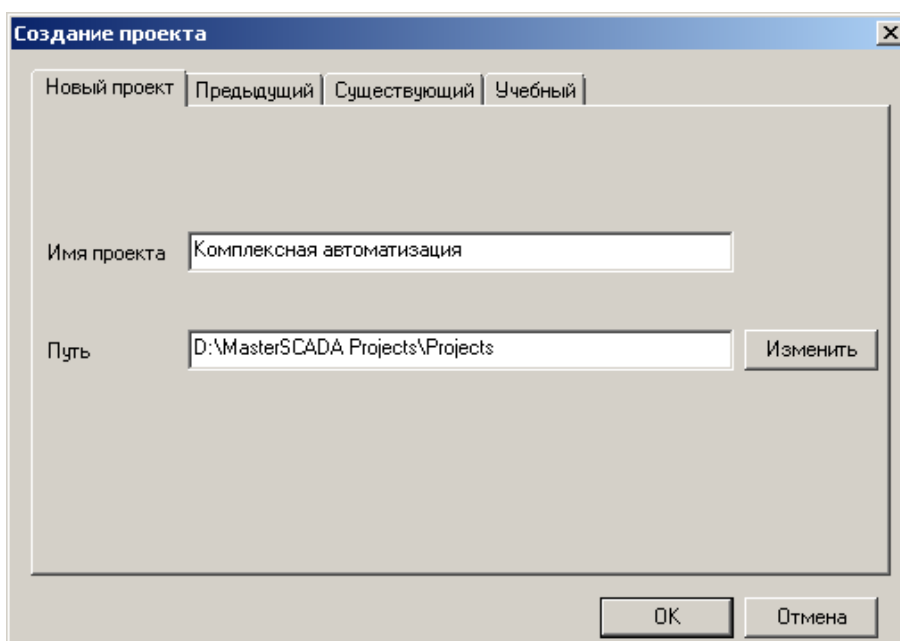 Создание проекта
Новый проект Предыдущий Существующий Учебный
Имя проекта Комплексная автоматизация
Путь D:\MasterSCADA Projects\Projects Изменить
OK Отмена